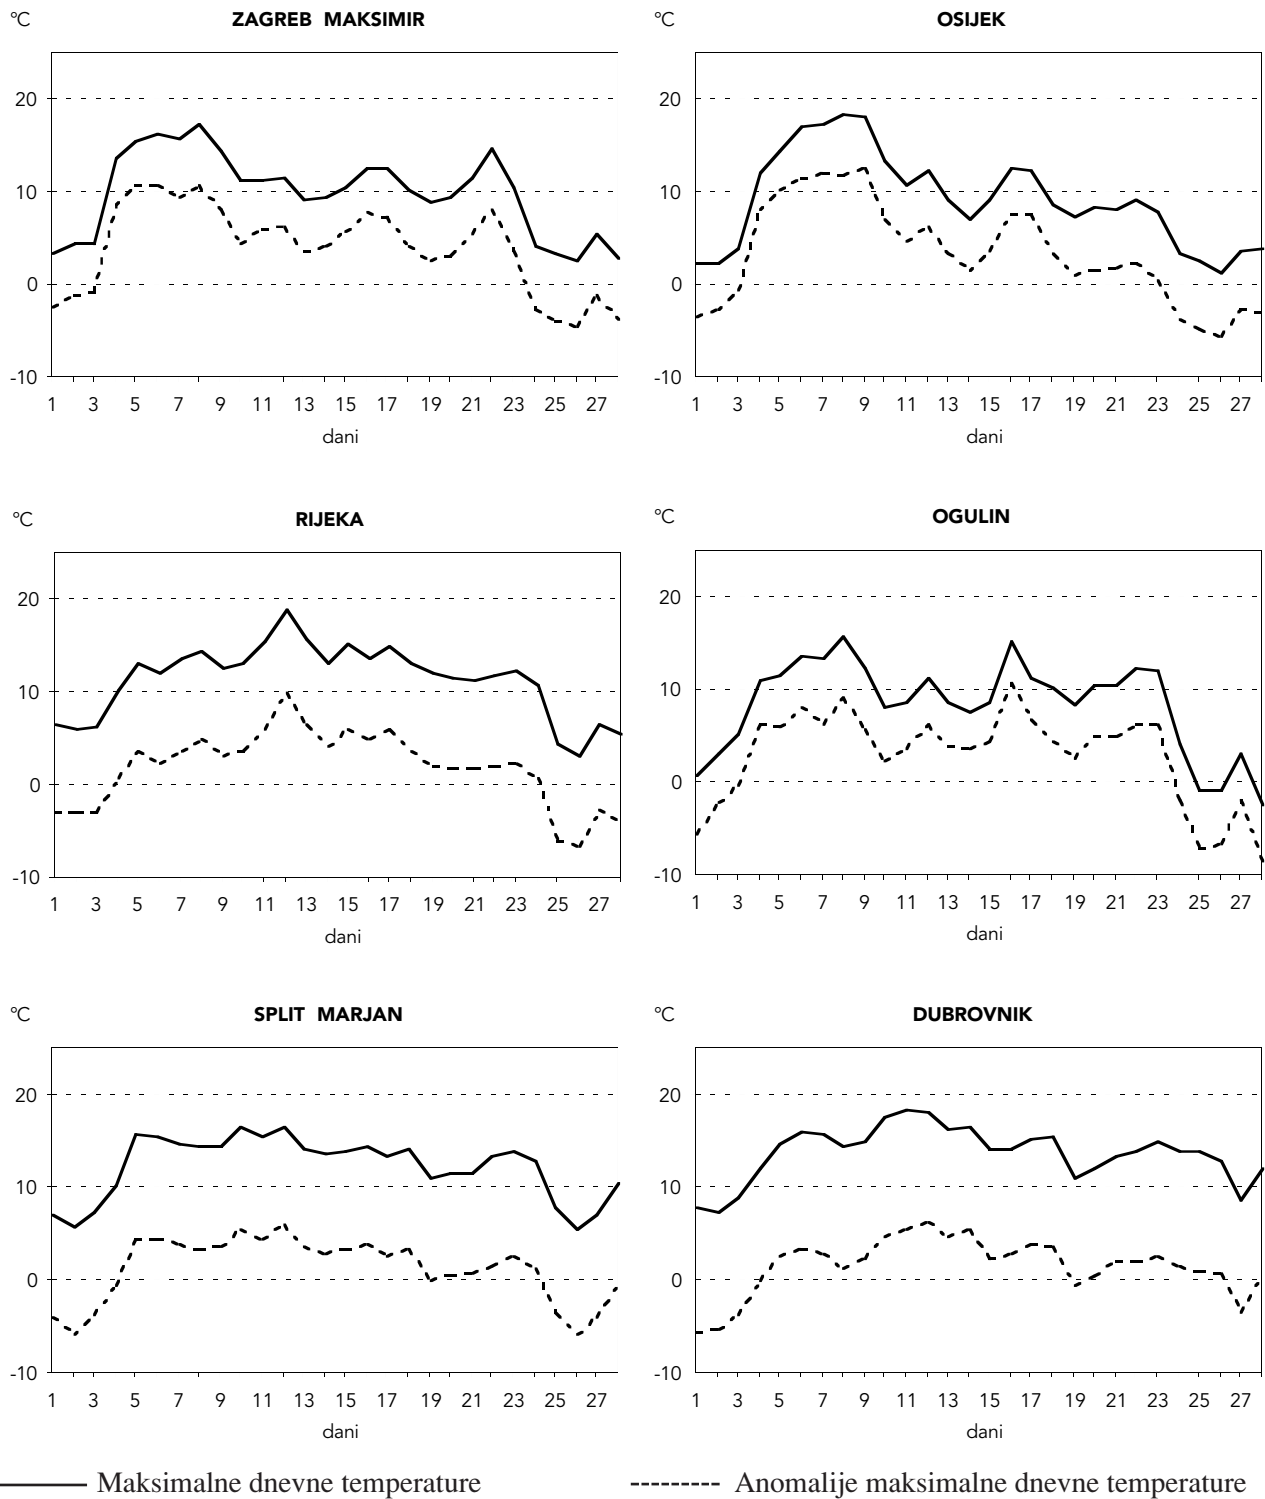 °C ZAGREB MAKSIMIR
20
10
0
-10
1 3 5 7 9 11 13 15 17 19 21 23 25 27
dani
°C OSIJEK
20
10
0
-10
1 3 5 7 9 11 13 15 17 19 21 23 25 27
dani
°C RIJEKA
20
10
0
-10
1 3 5 7 9 11 13 15 17 19 21 23 25 27
dani
°C OGULIN
20
10
0
-10
1 3 5 7 9 11 13 15 17 19 21 23 25 27
dani
°C SPLIT MARJAN
20
10
0
-10
1 3 5 7 9 11 13 15 17 19 21 23 25 27
dani
°C DUBROVNIK
20
10
0
-10
1 3 5 7 9 11 13 15 17 19 21 23 25 27
dani
Maksimalne dnevne temperature
Anomalije maksimalne dnevne temperature